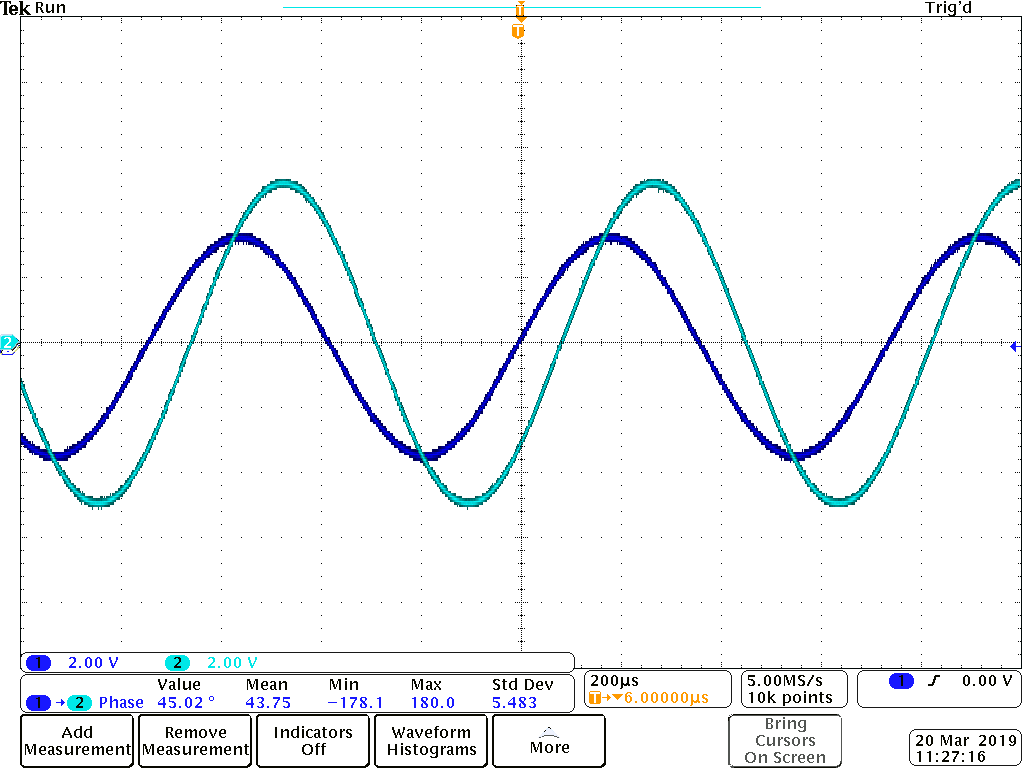 Tek Run Trig'd
T
T
2
1 2.00 V 2 2.00 V
Value Mean Min Max Std Dev
1 → 2 Phase 45.02 ° 43.75 −178.1 180.0 5.483
200µs
T→▼6.00000µs
5.00MS/s
10k points
1 0.00 V
Add
Measurement
Remove
Measurement
Indicators
Off
Waveform
Histograms
More
Bring
Cursors
On Screen
20 Mar 2019
11:27:16